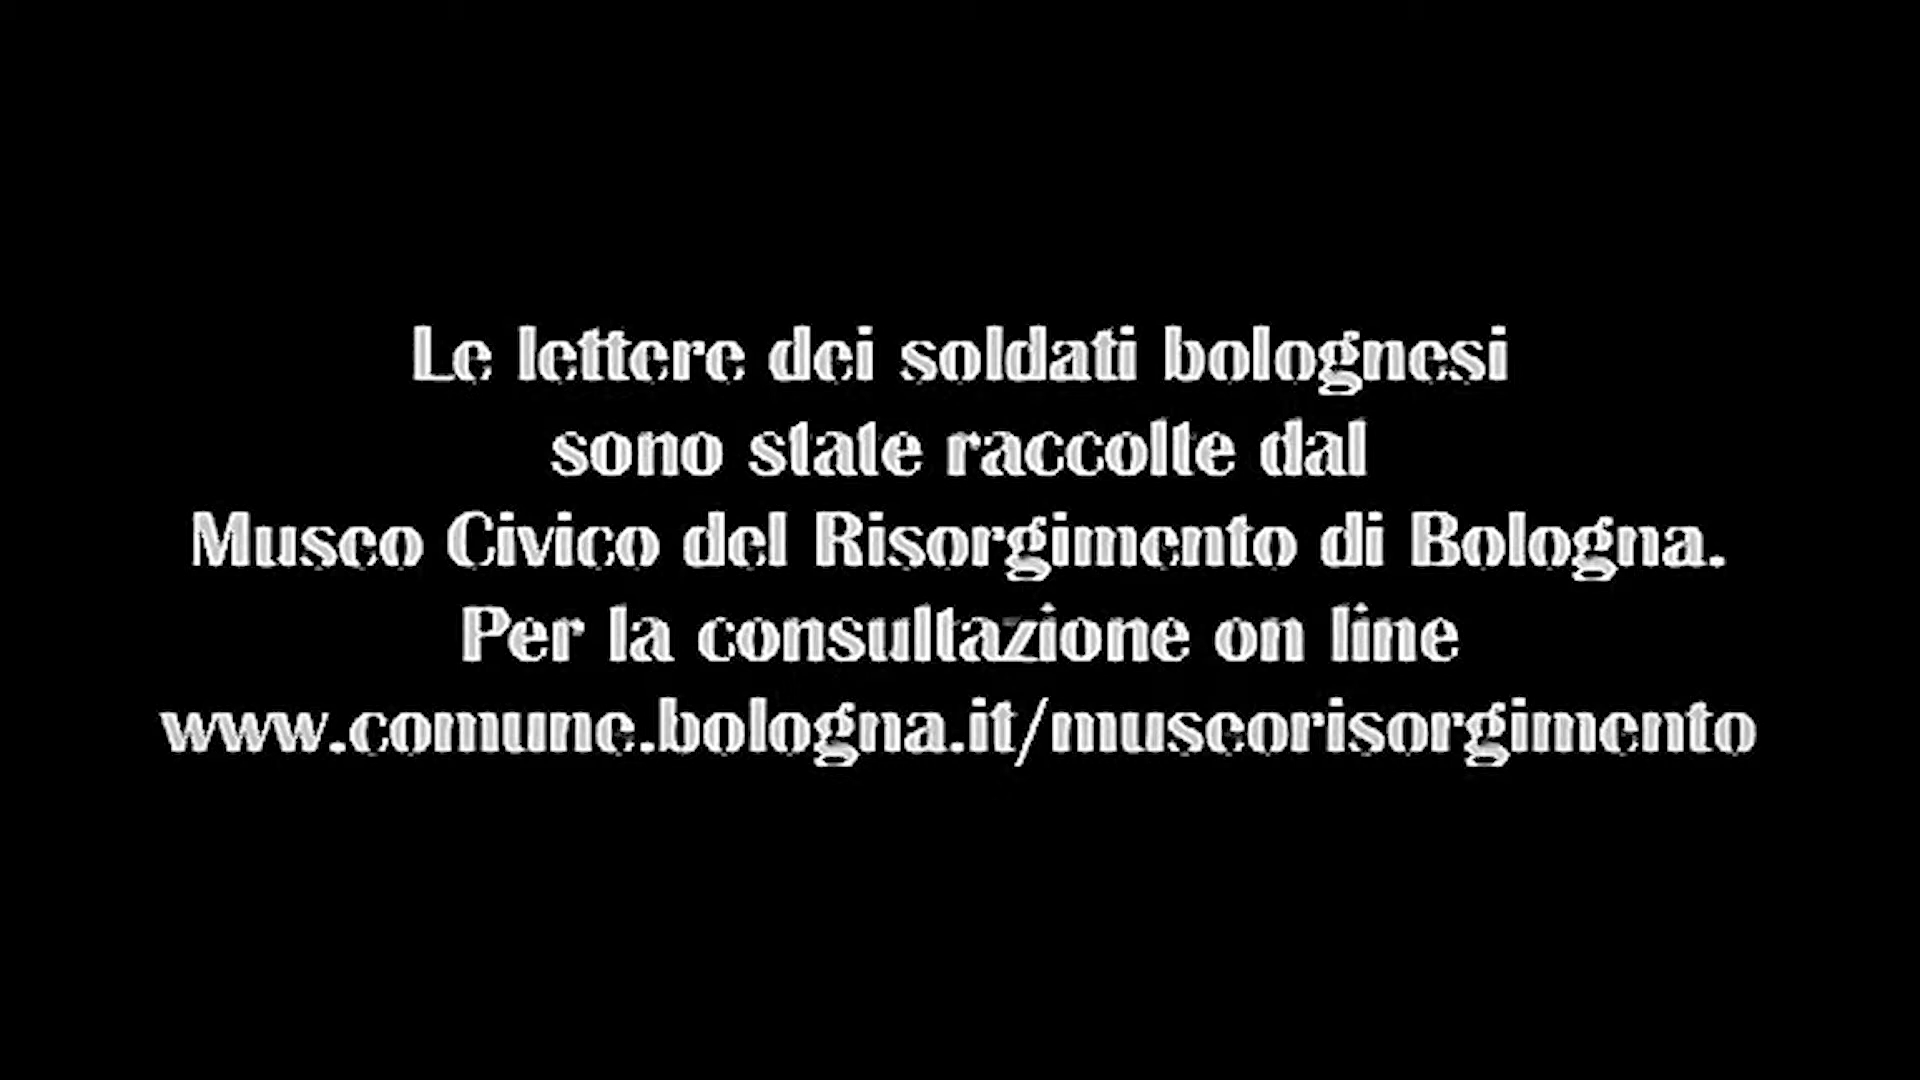 Le lettere dei soldati bolognesi
sono state raccolte dal
Museo Civico del Risorgimento di Bologna.
Per la consultazione on line
www.comune.bologna.it/museorisorgimento